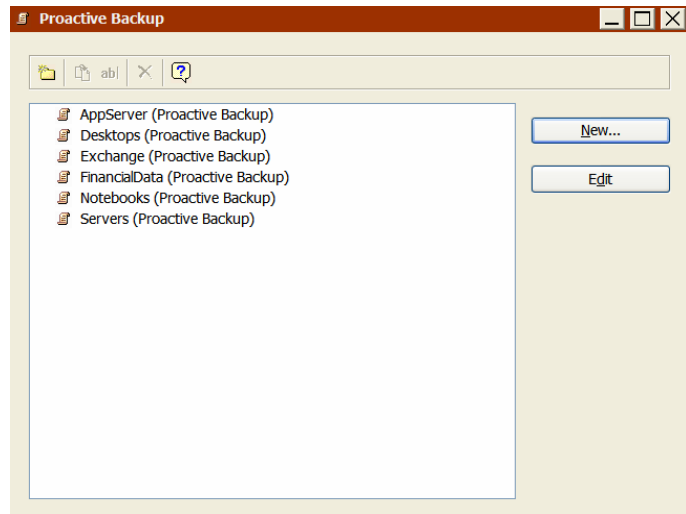 Proactive Backup
abl
?
AppServer (Proactive Backup)
Desktops (Proactive Backup)
Exchange (Proactive Backup)
FinancialData (Proactive Backup)
Notebooks (Proactive Backup)
Servers (Proactive Backup)
New...
Edit